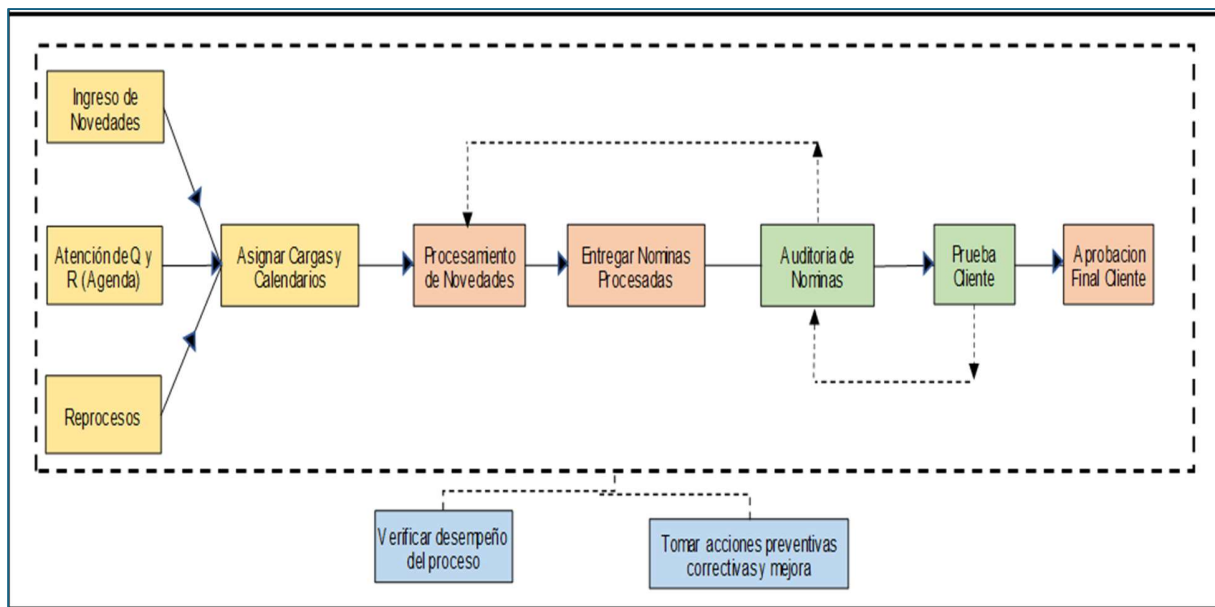 Ingreso de
Novedades
Atención de Q y
R (Agenda)
Reprocesos
Asignar Cargas y
Calendarios
Procesamiento
de Novedades
Entregar Nominas
Procesadas
Auditoria de
Nominas
Prueba
Cliente
Aprobacion
Final Cliente
Verificar desempeño
del proceso
Tomar acciones preventivas
correctivas y mejora